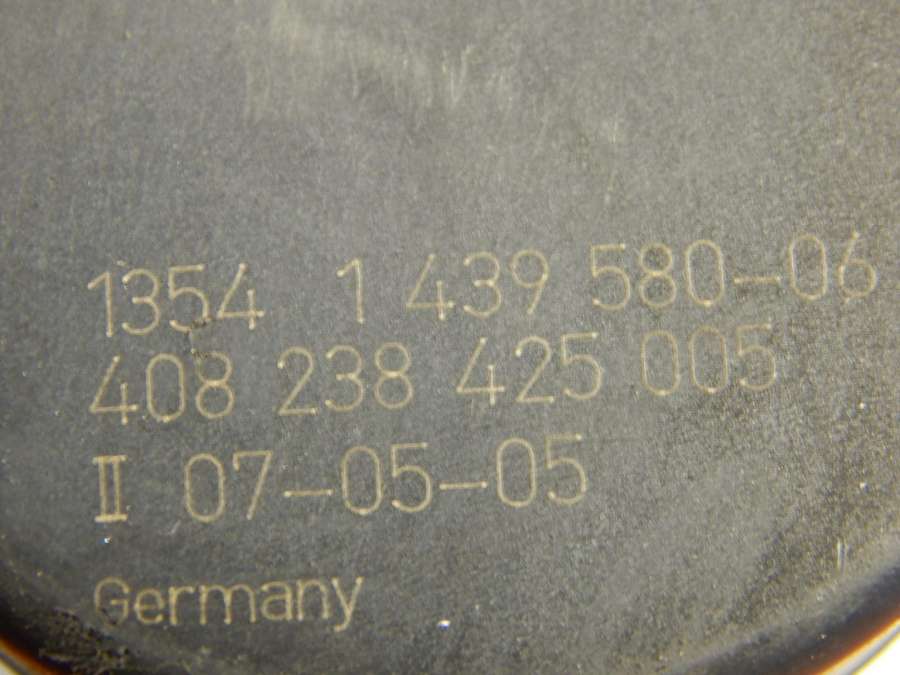 1354 1 439 580-06
408 238 425 005
II 07-05-05
Germany